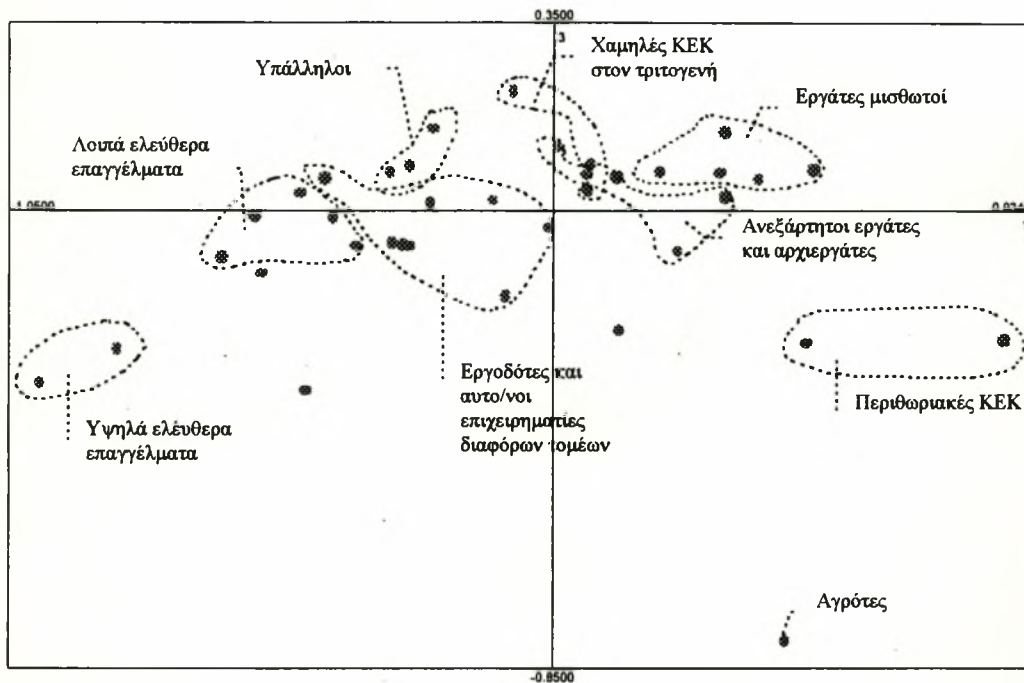 0.3500
3
Χαμηλές ΚΕΚ
στον τριτογενή
Υπάλληλοι
Εργάτες μισθωτοί
Λοιπά ελεύθερα
επαγγέλματα
Ανεξάρτητοι εργάτες
και αρχιεργάτες
Εργοδότες και
αυτο/νοι
επιχειρηματίες
διαφόρων τομέων
Περιθωριακές ΚΕΚ
Υψηλά ελεύθερα
επαγγέλματα
Αγρότες
-0.8500